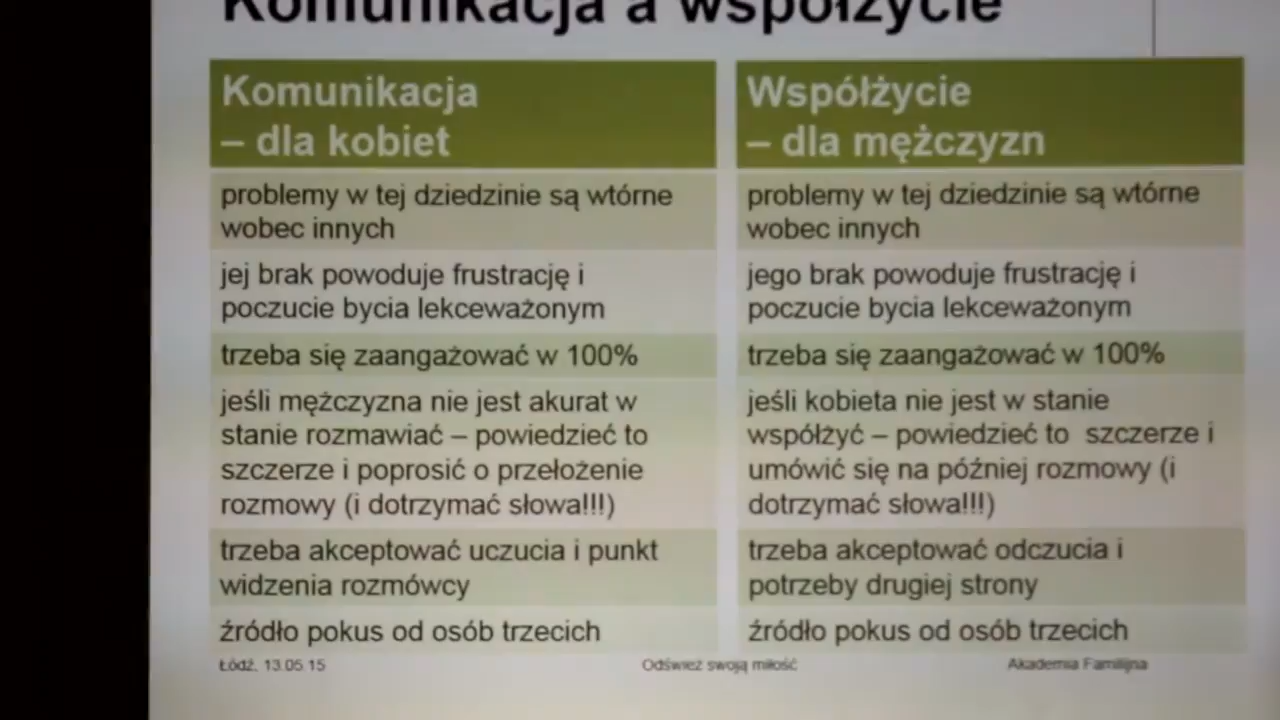 Komunikacja a współżycie
Komunikacja
– dla kobiet
problemy w tej dziedzinie są wtórne
wobec innych
jej brak powoduje frustrację i
poczucie bycia lekceważonym
trzeba się zaangażować w 100%
jeśli mężczyzna nie jest akurat w
stanie rozmawiać – powiedzieć to
szczerze i poprosić o przełożenie
rozmowy (i dotrzymać słowa!!!)
trzeba akceptować uczucia i punkt
widzenia rozmówcy
źródło pokus od osób trzecich
Współżycie
– dla mężczyzn
problemy w tej dziedzinie są wtórne
wobec innych
jego brak powoduje frustrację i
poczucie bycia lekceważonym
trzeba się zaangażować w 100%
jeśli kobieta nie jest w stanie
współżyć – powiedzieć to szczerze i
umówić się na później rozmowy (i
dotrzymać słowa!!!)
trzeba akceptować odczucia i
potrzeby drugiej strony
źródło pokus od osób trzecich
Łódź, 13.05.15
Odśwież swoją miłość
Akademia Familijna